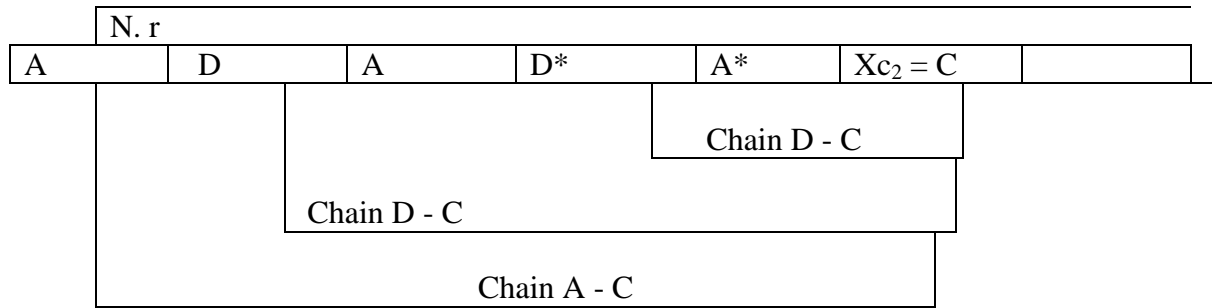 N. r
A D A D* A* Xc₂ = C
Chain D - C
Chain D - C
Chain A - C